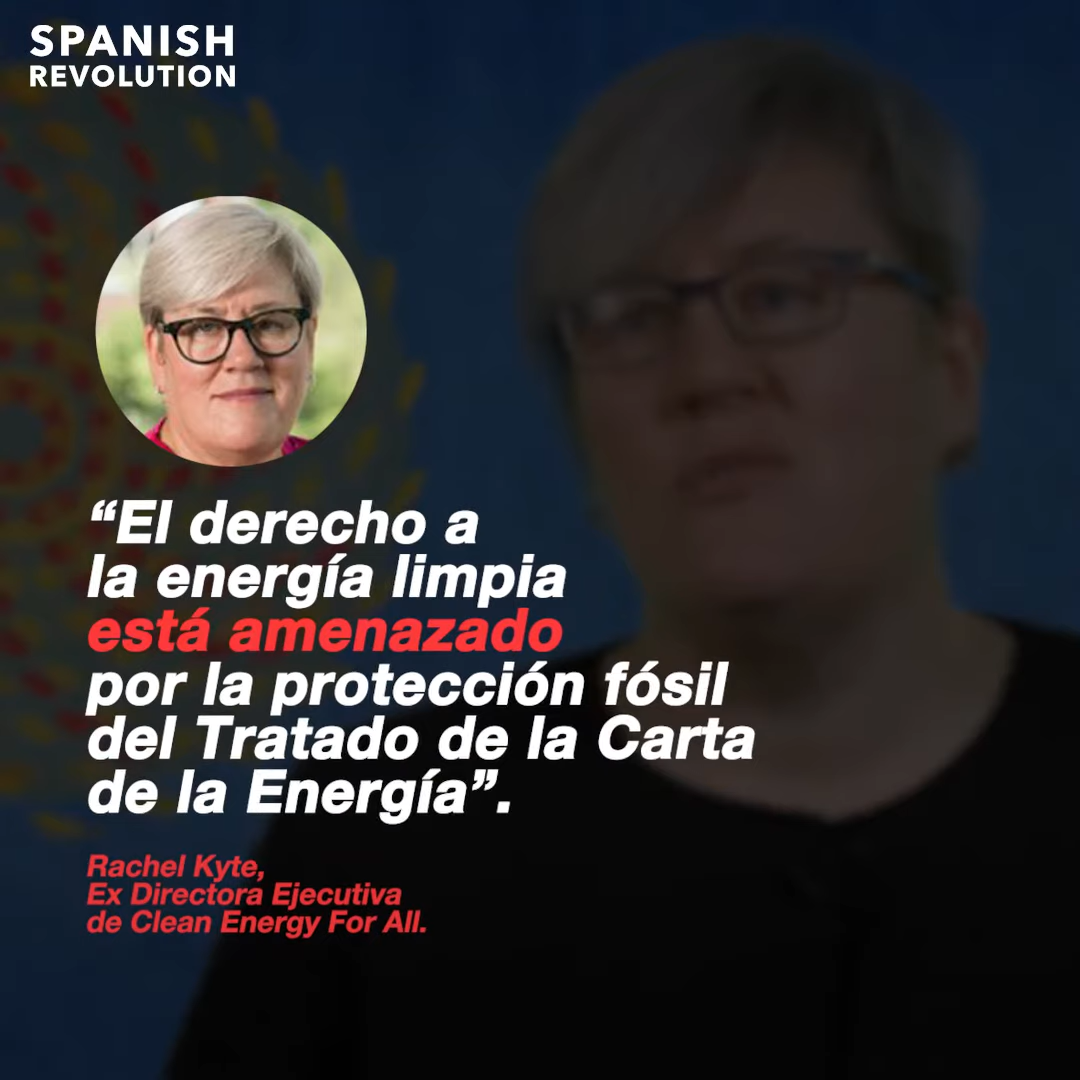 SPANISH
REVOLUTION
“El derecho a
la energía limpia
está amenazado
por la protección fósil
del Tratado de la Carta
de la Energía”.
Rachel Kyte,
Ex Directora Ejecutiva
de Clean Energy For All.